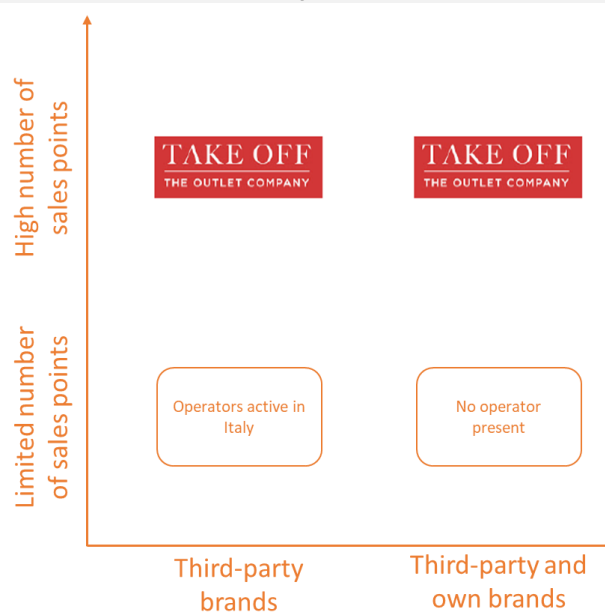 High number of
sales points
TAKE OFF
THE OUTLET COMPANY
TAKE OFF
THE OUTLET COMPANY
Limited number
of sales points
Operators active in
Italy
No operator
present
Third-party
brands
Third-party and
own brands